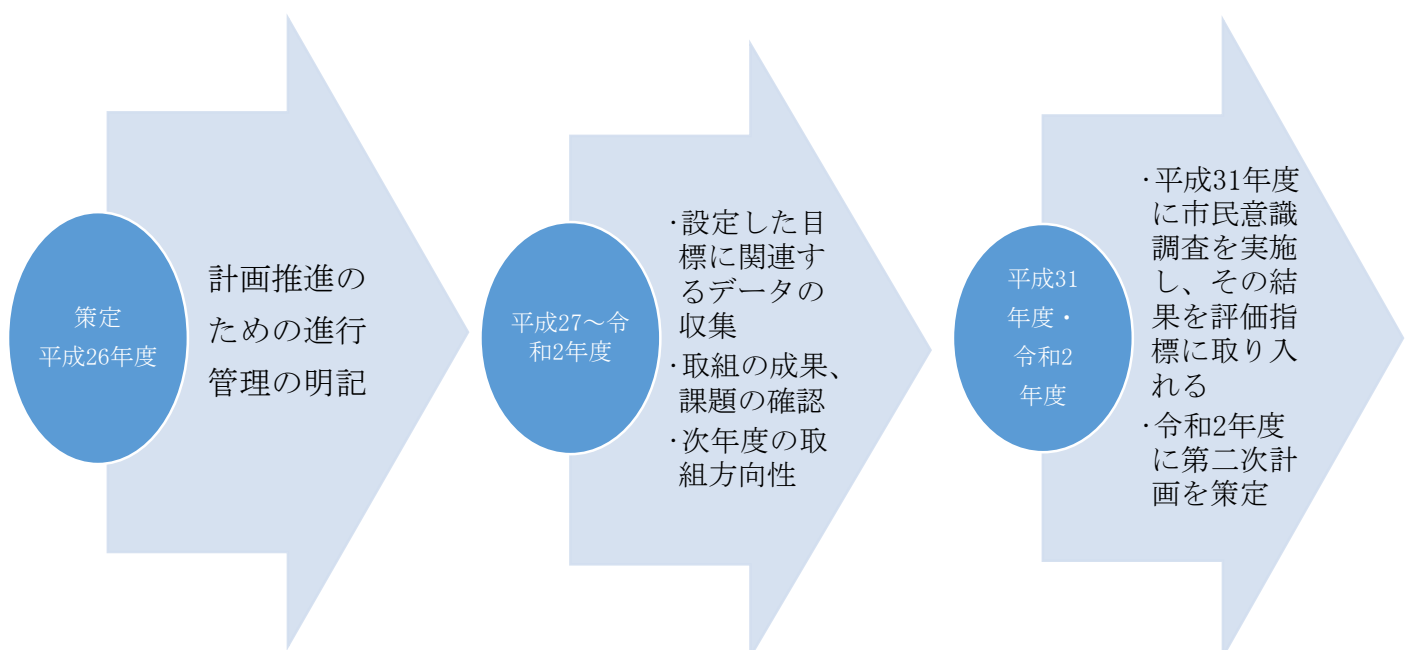 策定
平成26年度
計画推進の
ための進行
管理の明記
平成27～令
和2年度
・設定した目
標に関連す
るデータの
収集
・取組の成果、
課題の確認
・次年度の取
組方向性
平成31
年度・
令和2
年度
・平成31年度
に市民意識
調査を実施
し、その結
果を評価指
標に取り入
れる
・令和2年度
に第二次計
画を策定